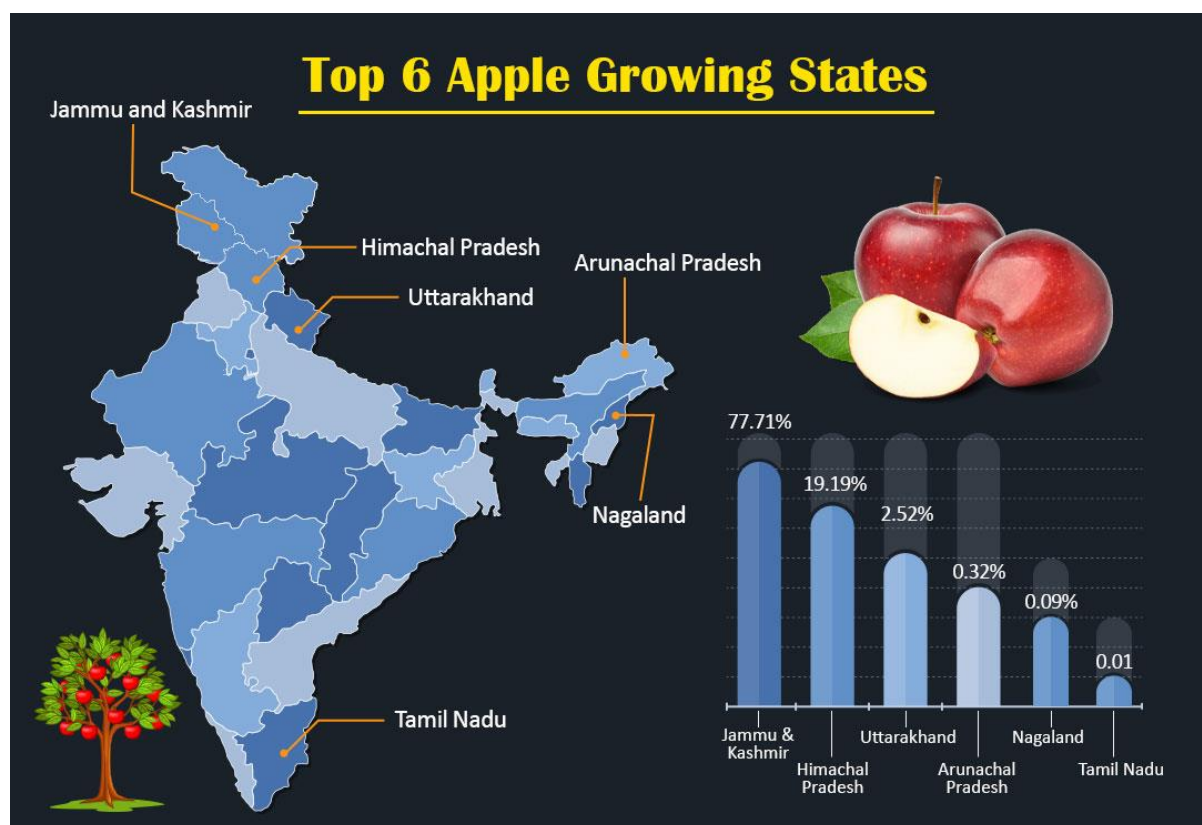 Top 6 Apple Growing States
Jammu and Kashmir
Himachal Pradesh
Uttarakhand
Arunachal Pradesh
Nagaland
Tamil Nadu
77.71%
19.19%
2.52%
0.32%
0.09%
0.01
Jammu &
Kashmir
Himachal
Pradesh
Uttarakhand
Arunachal
Pradesh
Nagaland
Tamil Nadu